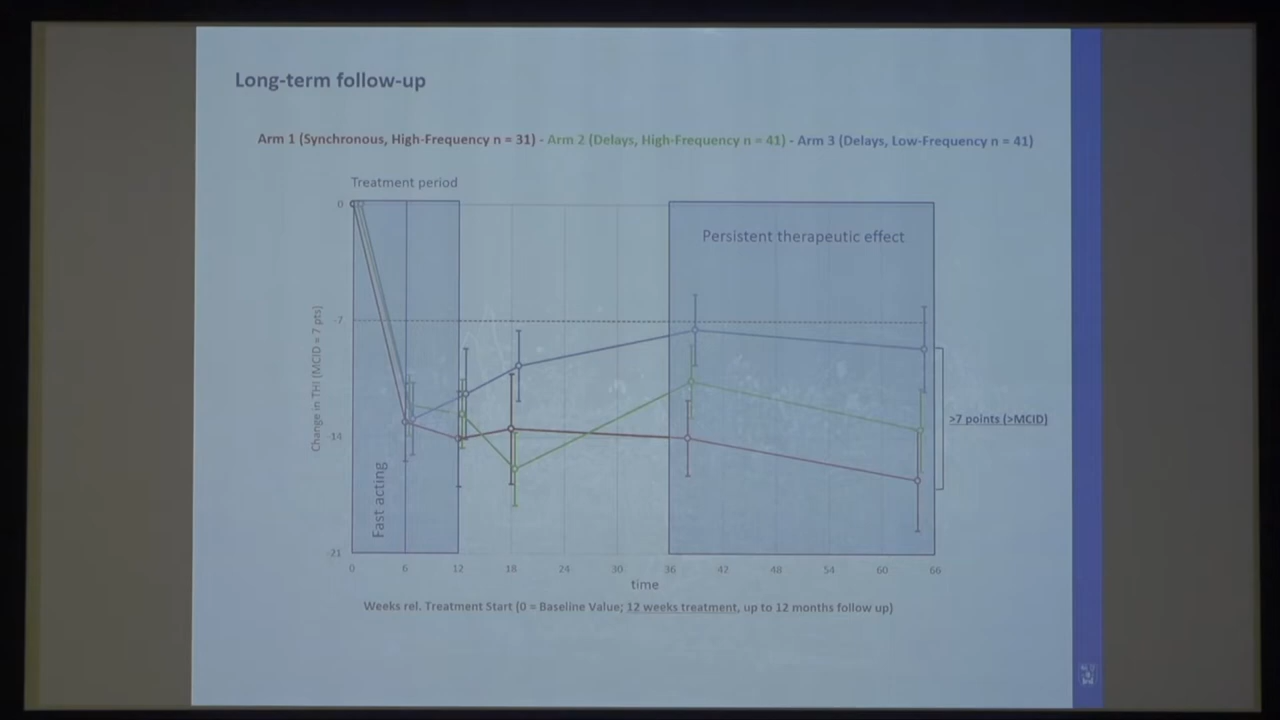 Long-term follow-up
Arm 1 (Synchronous, High-Frequency n = 31) - Arm 2 (Delays, High-Frequency n = 41) - Arm 3 (Delays, Low-Frequency n = 41)
Treatment period
0
-7
-14
-21
Change in THI (MCID = 7 pts)
Fast acting
Persistent therapeutic effect
>7 points (>MCID)
0 6 12 18 24 30 36 42 48 54 60 66
time
Weeks rel. Treatment Start (0 = Baseline Value; 12 weeks treatment, up to 12 months follow up)